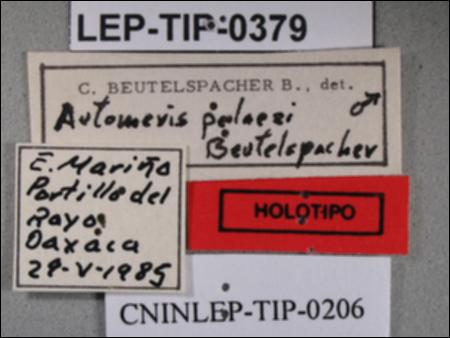 LEP-TIP-0379
C. BEUTELSPACHER B., det.
Automeris pelaezi ♂
Beutelspacher
E. Mariño
Portillo del
Rayo
Oaxaca
29-V-1985
HOLOTIPO
CNINLEP-TIP-0206